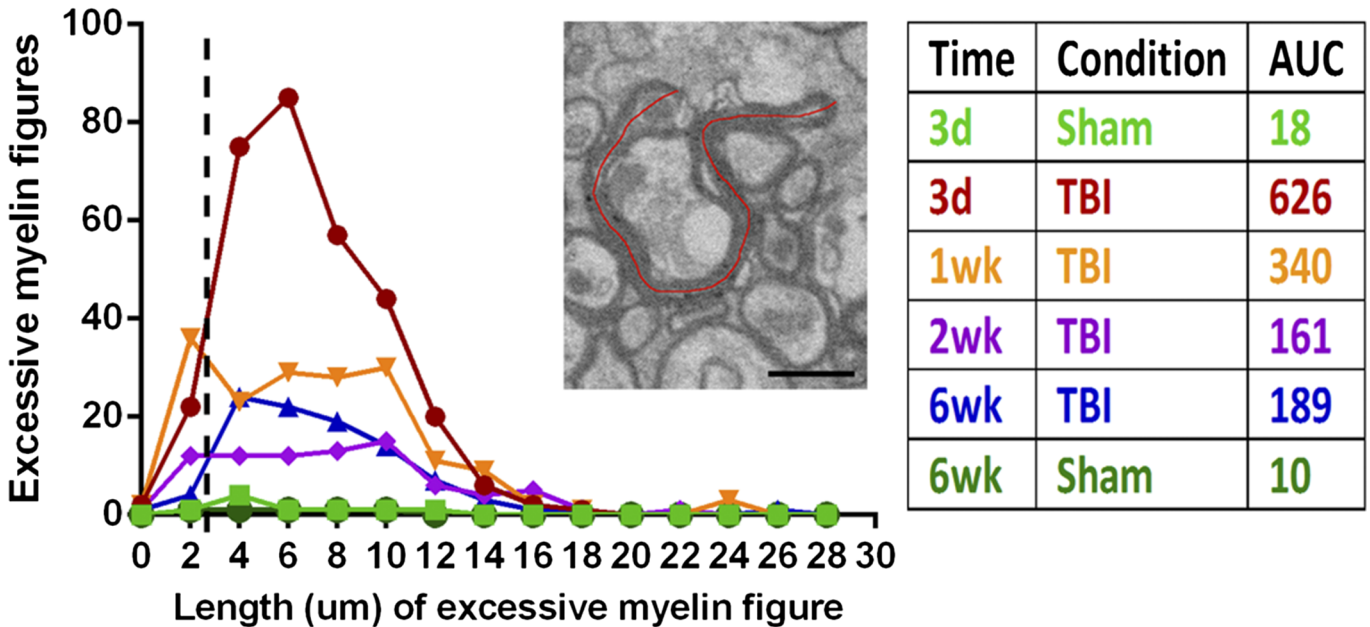 Excessive myelin figures
100
80
60
40
20
0
0 2 4 6 8 10 12 14 16 18 20 22 24 26 28 30
Length (um) of excessive myelin figure
Time Condition AUC
3d Sham 18
3d TBI 626
1wk TBI 340
2wk TBI 161
6wk TBI 189
6wk Sham 10